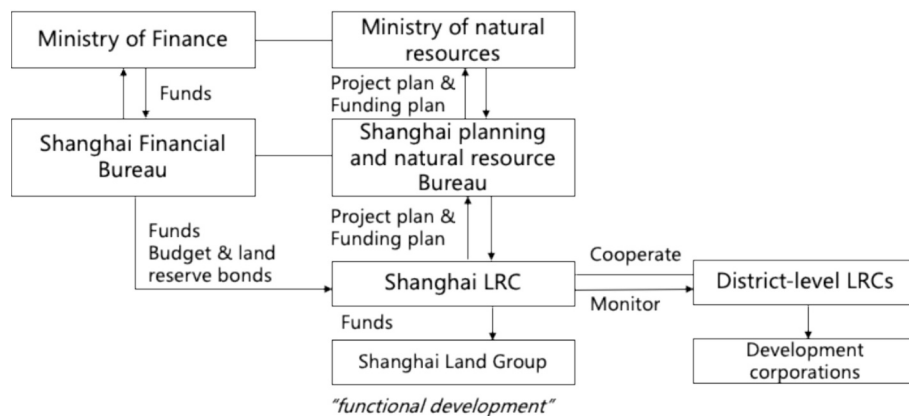 Ministry of Finance
Ministry of natural
resources
Funds
Project plan &
Funding plan
Shanghai Financial
Bureau
Shanghai planning
and natural resource
Bureau
Funds
Budget & land
reserve bonds
Project plan &
Funding plan
Shanghai LRC
Cooperate
Monitor
District-level LRCs
Funds
Shanghai Land Group
Development
corporations
"functional development"